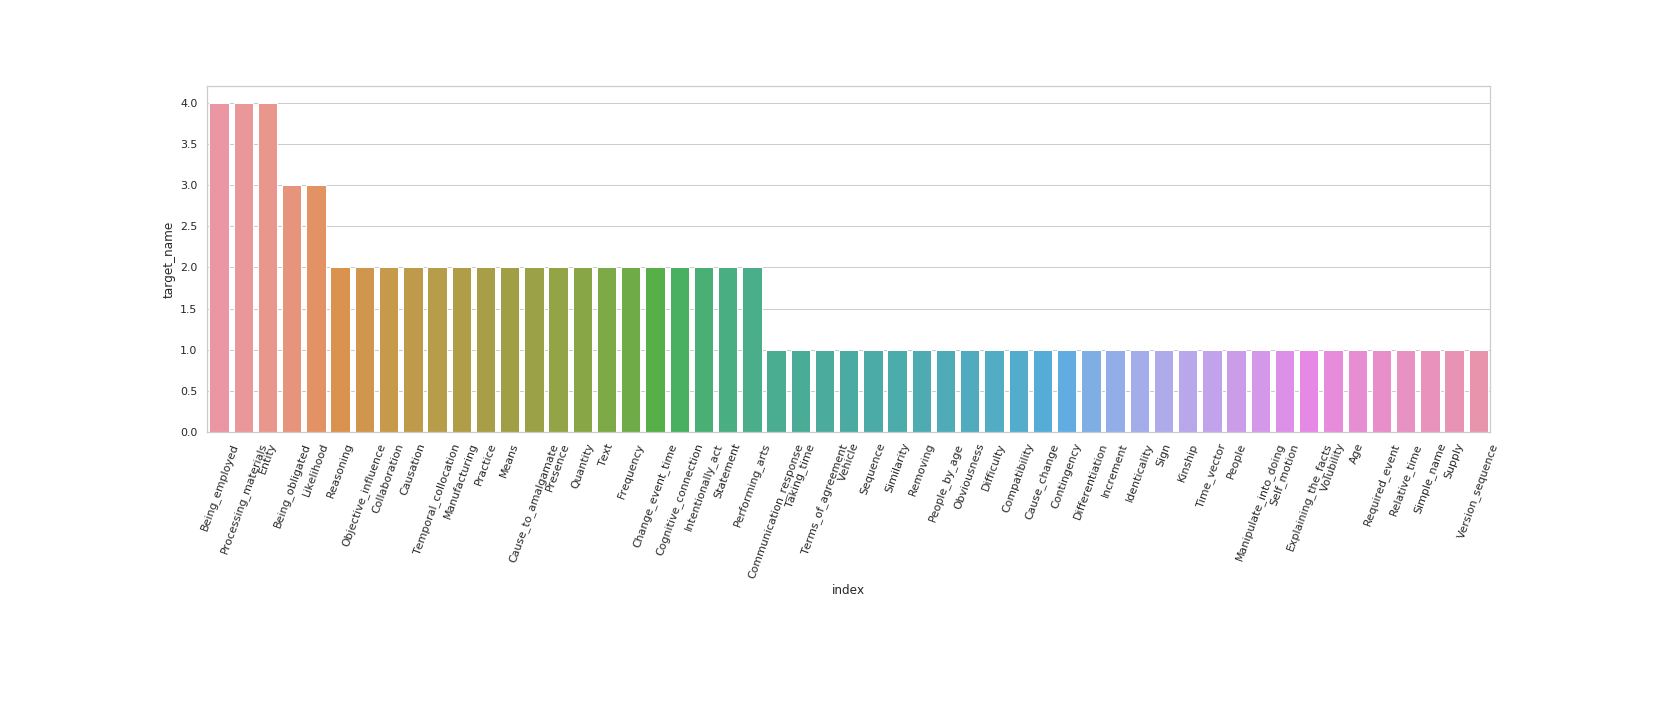 4.0
3.5
3.0
2.5
2.0
1.5
1.0
0.5
0.0
target_name
Being_employed
Processing_materials
Entity
Being_obligated
Likelihood
Reasoning
Objective_influence
Collaboration
Causation
Temporal_collocation
Manufacturing
Practice
Means
Cause_to_amalgamate
Presence
Quantity
Text
Frequency
Change_event_time
Cognitive_connection
Intentionally_act
Statement
Performing_arts
Communication_response
Taking_time
Terms_of_agreement
Vehicle
Sequence
Similarity
Removing
People_by_age
Obviousness
Difficulty
Compatibility
Cause_change
Contingency
Differentiation
Increment
Identicality
Sign
Kinship
Time_vector
People
Manipulate_into_doing
Self_motion
Explaining_the_facts
Volubility
Age
Required_event
Relative_time
Simple_name
Supply
Version_sequence
index